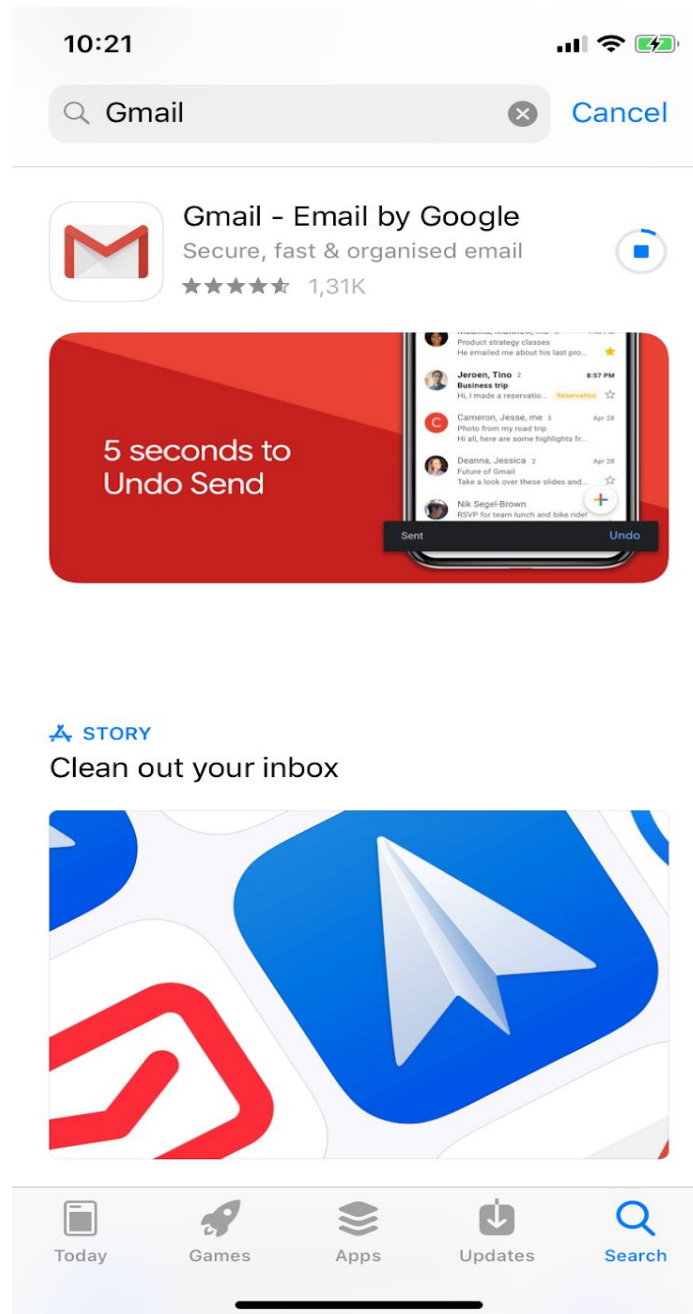 10:21
Gmail
Cancel
Gmail - Email by Google
Secure, fast & organised email
1,31K
5 seconds to
Undo Send
Product strategy classes
He emailed me about his last pro...
Jeroen, Tino 2 8:57 PM
Business trip
Hi, I made a reservatio... Reservation
C
Cameron, Jesse, me 3 Apr 28
Photo from my road trip
Hi all, here are some highlights fr...
Deanna, Jessica 2 Apr 28
Future of Gmail
Take a look over these slides and...
Nik Segel-Brown
RSVP for team lunch and bike ride!
Sent Undo
STORY
Clean out your inbox
Today Games Apps Updates Search